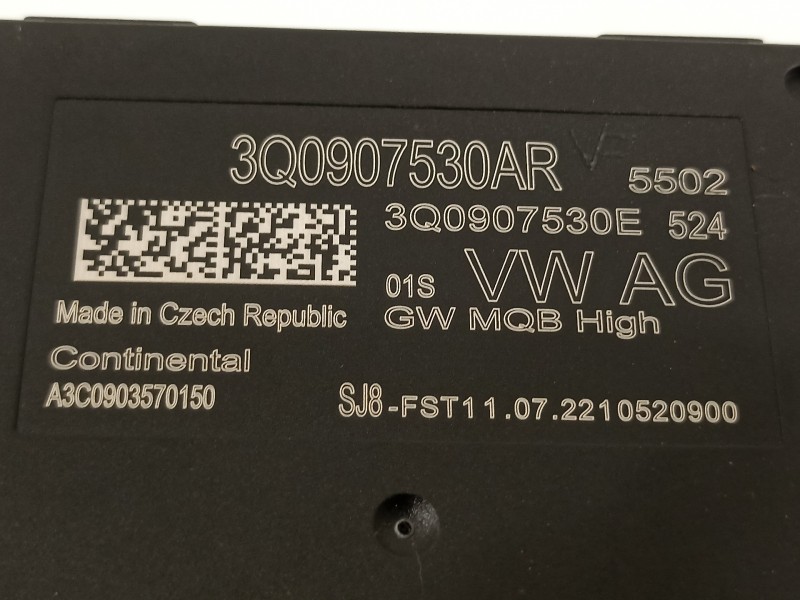 3Q0907530AR 5502
3Q0907530E 524
01S VW AG
Made in Czech Republic GW MQB High
Continental
A3C0903570150 SJ8-FST11.07.2210520900